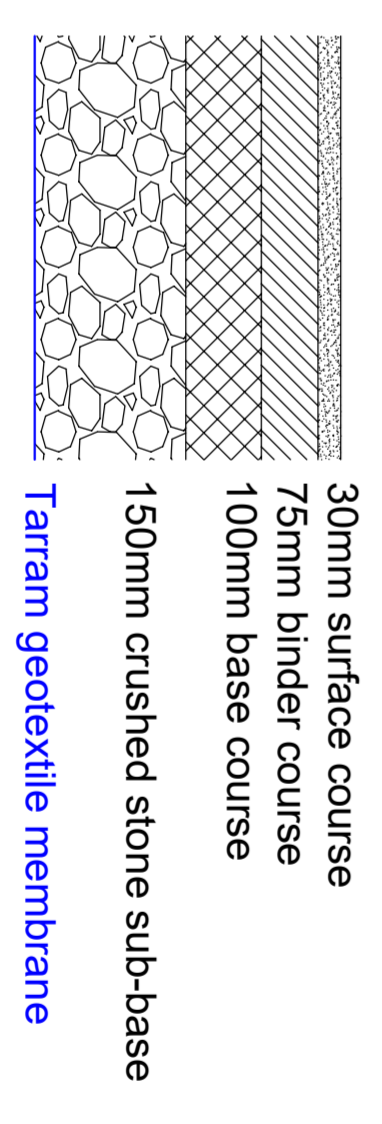 30mm surface course
75mm binder course
100mm base course
150mm crushed stone sub-base
Tarram geotextile membrane